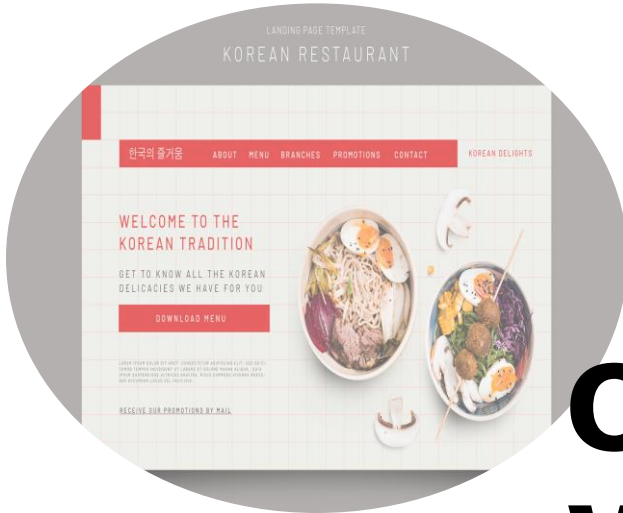 LANDING PAGE TEMPLATE
KOREAN RESTAURANT
한국의 즐거움 ABOUT MENU BRANCHES PROMOTIONS CONTACT KOREAN DELIGHTS
WELCOME TO THE
KOREAN TRADITION
GET TO KNOW ALL THE KOREAN
DELICACIES WE HAVE FOR YOU
DOWNLOAD MENU
RECEIVE OUR PROMOTIONS BY MAIL